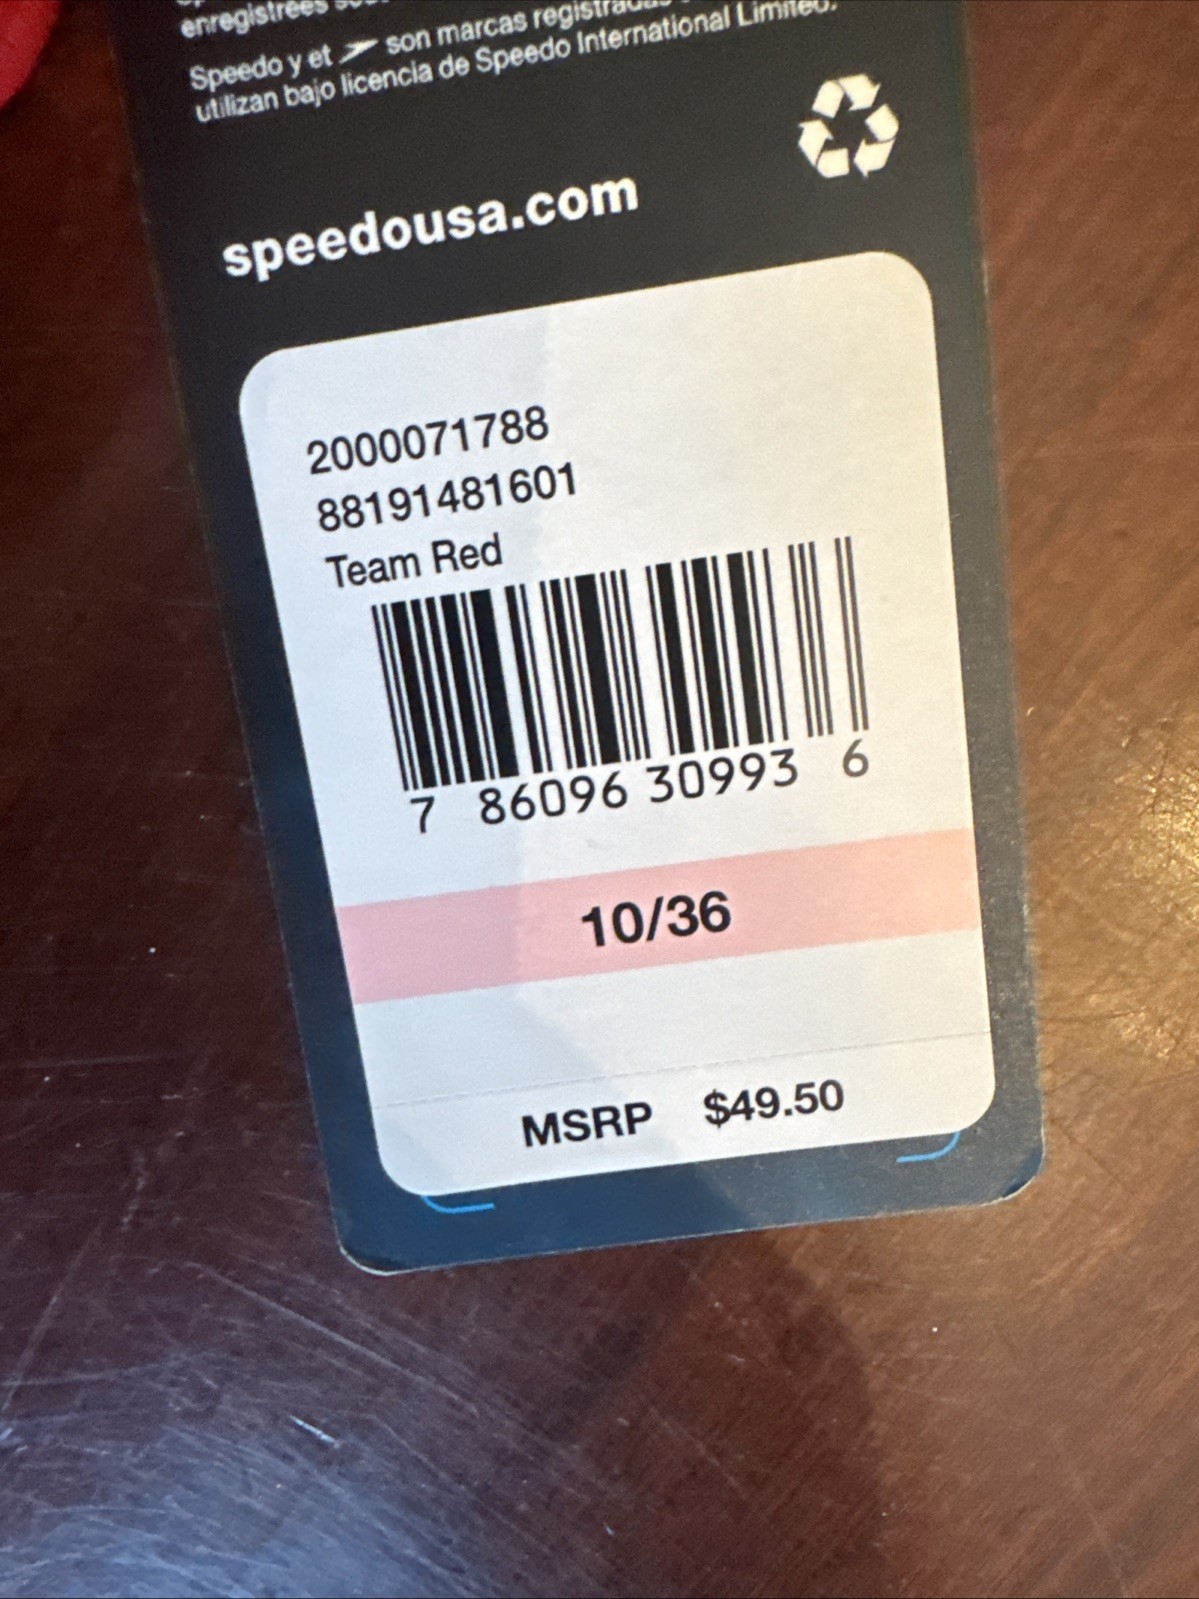 enregistrées
Speedo y et son marcas registradas
utilizan bajo licencia de Speedo International Limited.
speedousa.com
2000071788
88191481601
Team Red
7 86096 30993 6
10/36
MSRP $49.50